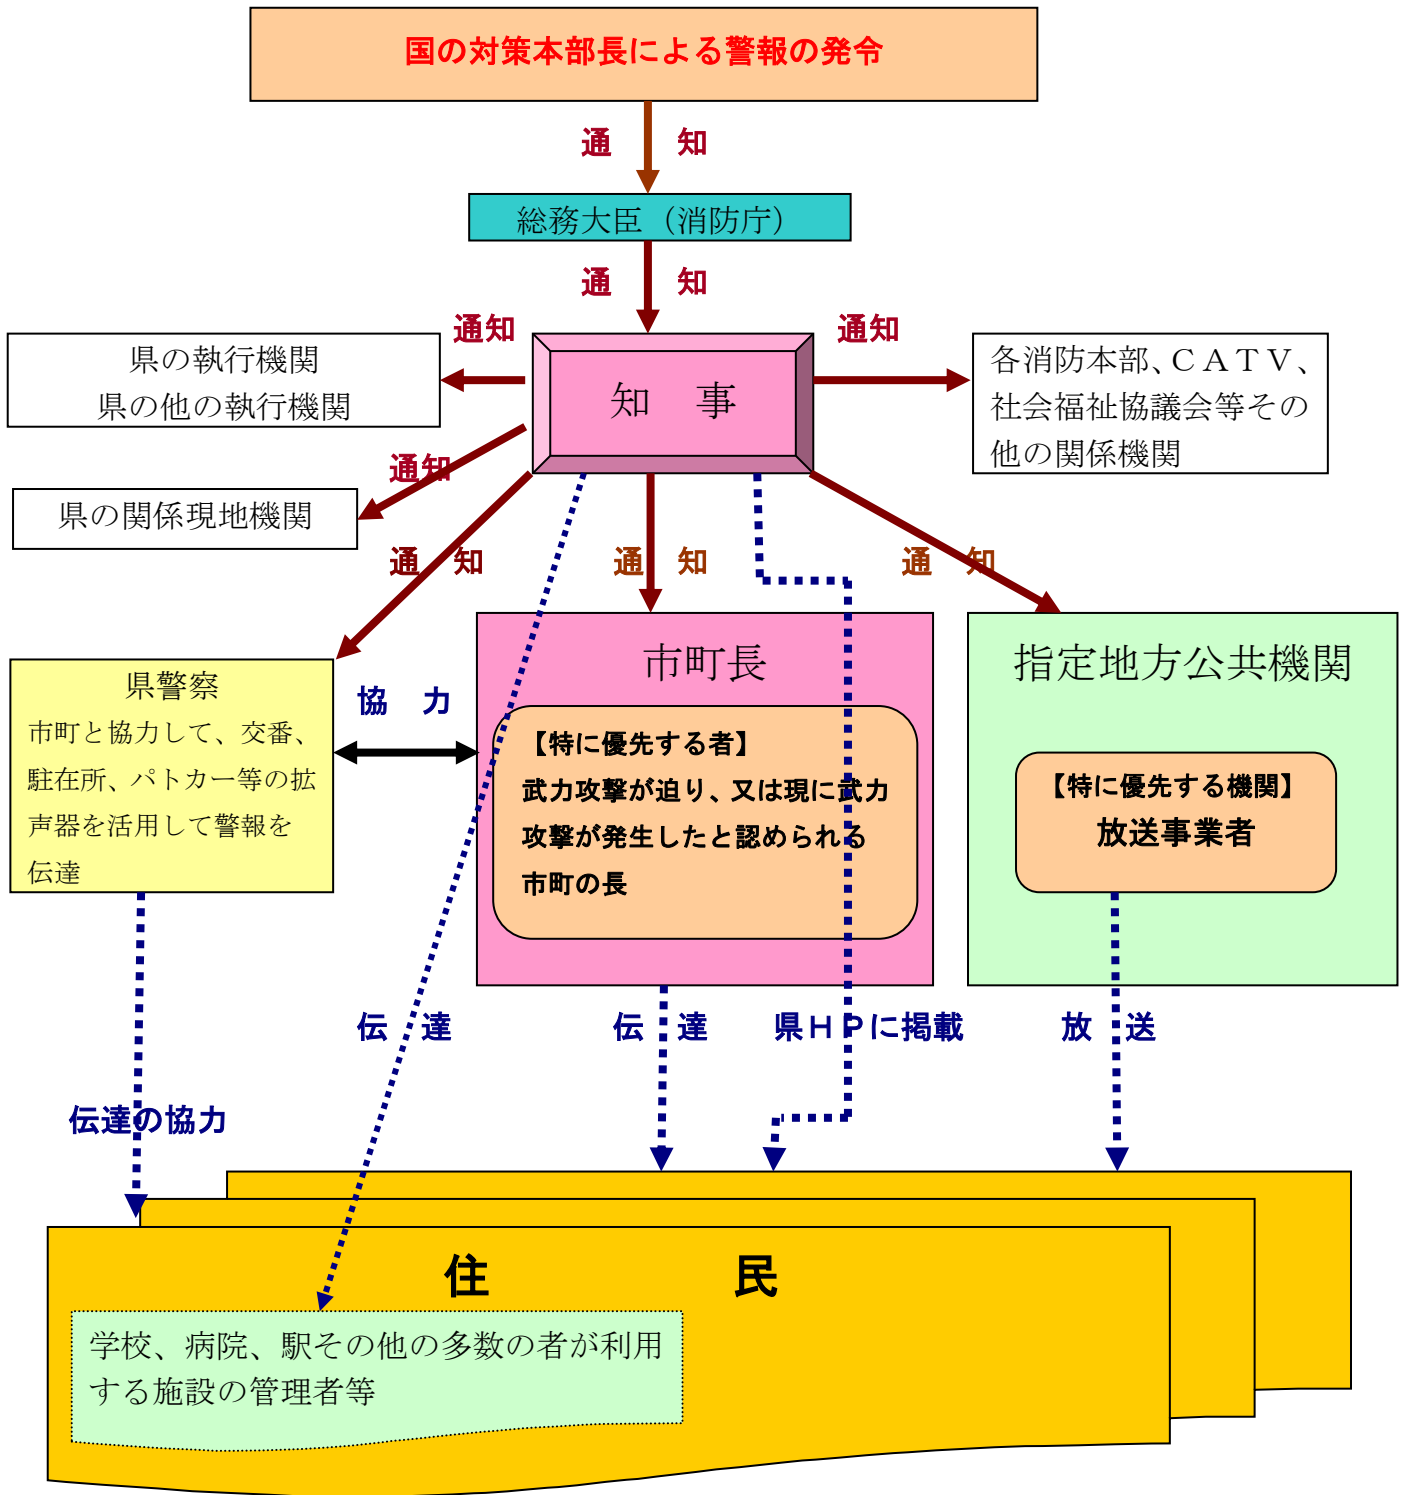 国の対策本部長による警報の発令
通　知
総務大臣（消防庁）
通　知
通知
通知
県の執行機関
県の他の執行機関
知　事
各消防本部、ＣＡＴＶ、
社会福祉協議会等その
他の関係機関
通知
県の関係現地機関
通　知
通　知
通　知
市町長
指定地方公共機関
県警察
市町と協力して、交番、
駐在所、パトカー等の拡
声器を活用して警報を
伝達
協　力
【特に優先する者】
武力攻撃が迫り、又は現に武力
攻撃が発生したと認められる
市町の長
【特に優先する機関】
放送事業者
伝　達
伝　達
県ＨＰに掲載
放　送
伝達の協力
住　民
学校、病院、駅その他の多数の者が利用
する施設の管理者等